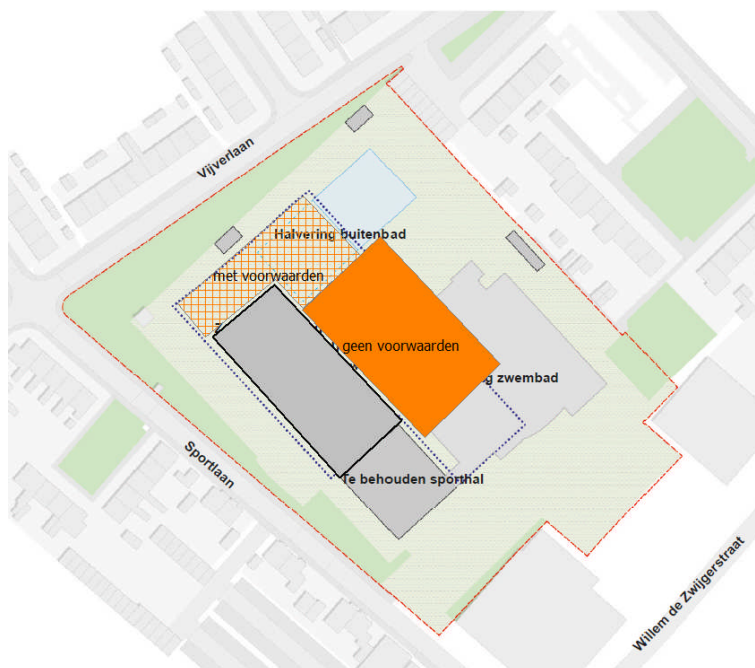 Vijverlaan
Halvering buitenbad
met voorwaarden
geen voorwaarden
zwembad
Te behouden sporthal
Sportlaan
Willem de Zwijgerstraat